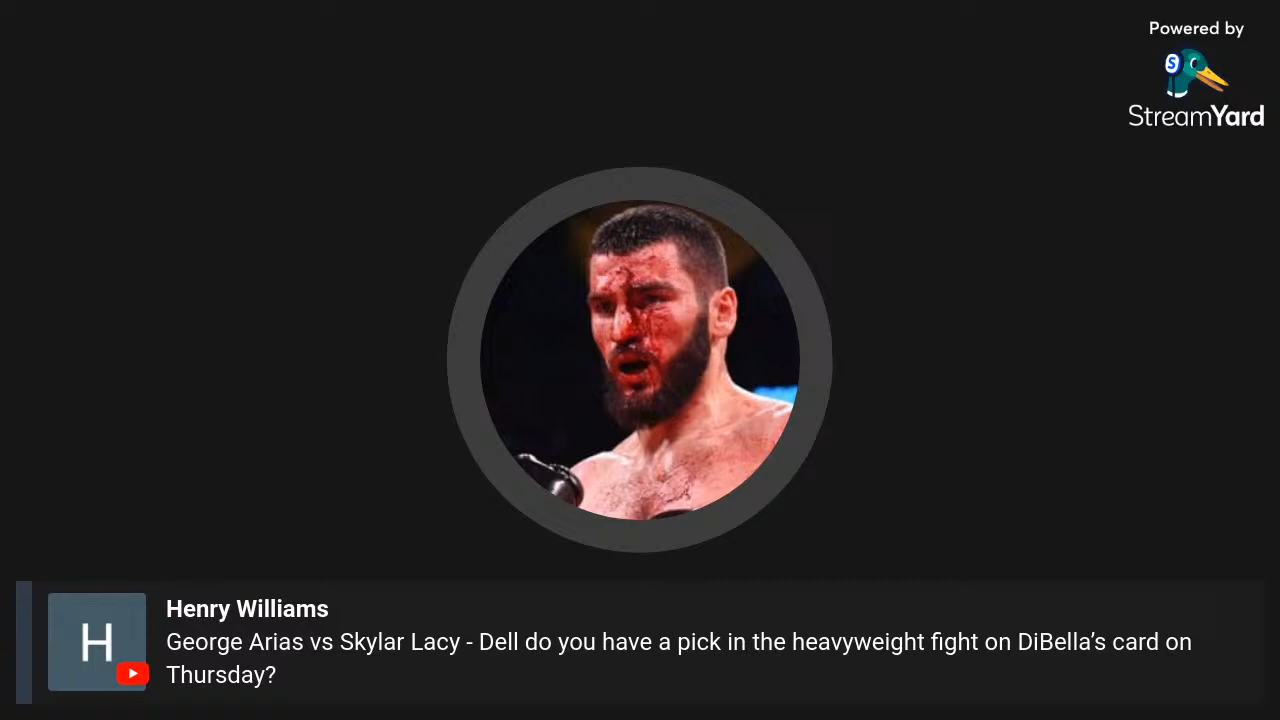 Powered by
S
StreamYard
Henry Williams
H
George Arias vs Skylar Lacy - Dell do you have a pick in the heavyweight fight on DiBella’s card on
Thursday?